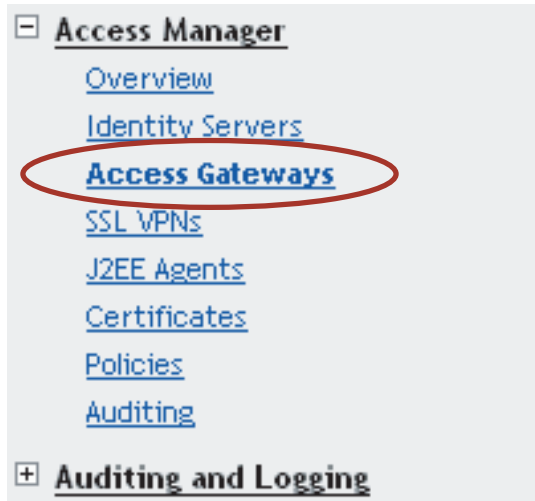 Access Manager
Overview
Identity Servers
Access Gateways
SSL VPNs
J2EE Agents
Certificates
Policies
Auditing
Auditing and Logging